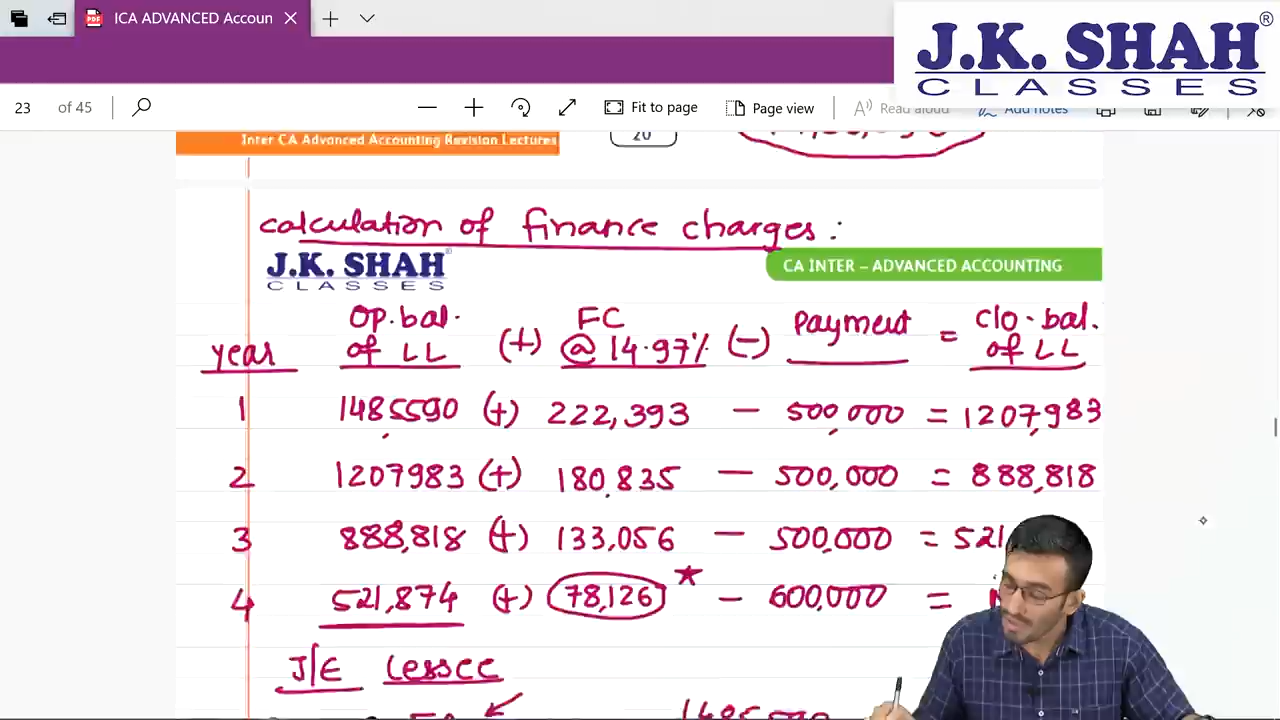 ICA ADVANCED Accoun
J.K. SHAH®
CLASSES
23 of 45
Fit to page
Page view
Read aloud
Add notes
Inter CA Advanced Accounting Revision Lectures
20
calculation of finance charges:
J.K. SHAH
CLASSES
CA INTER – ADVANCED ACCOUNTING
year Op. bal. of LL (+) FC @ 14.97% (-) Payment = Clo. bal. of LL
1 1485590 (+) 222,393 – 500,000 = 1207,983
2 1207983 (+) 180,835 – 500,000 = 888,818
3 888,818 (+) 133,056 – 500,000 = 521,
4 521,874 (+) 78,126 * – 600,000 =
J/E Lessee